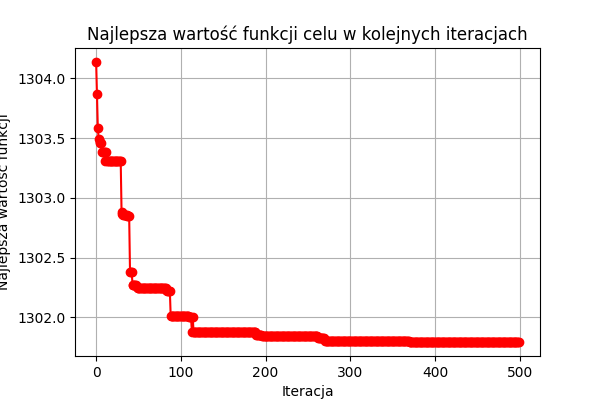 Najlepsza wartość funkcji celu w kolejnych iteracjach
Najlepsza wartość funkcji
1304.0
1303.5
1303.0
1302.5
1302.0
0 100 200 300 400 500
Iteracja